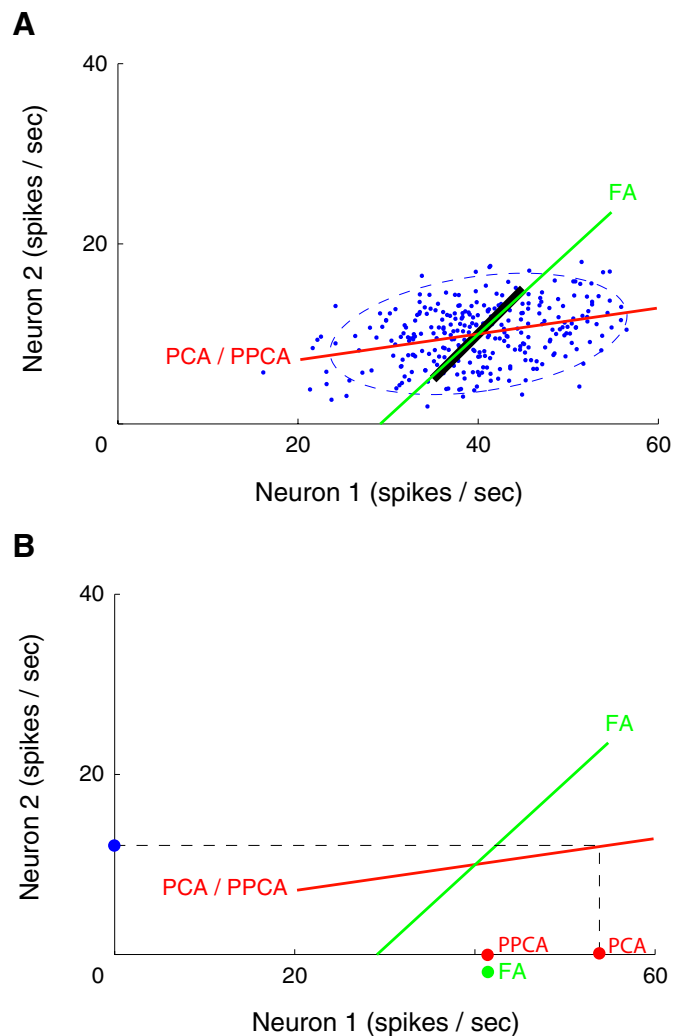 A
40
20
0
20
40
60
Neuron 2 (spikes / sec)
Neuron 1 (spikes / sec)
FA
PCA / PPCA
B
40
20
0
20
60
Neuron 2 (spikes / sec)
Neuron 1 (spikes / sec)
FA
PCA / PPCA
PPCA
PCA
FA